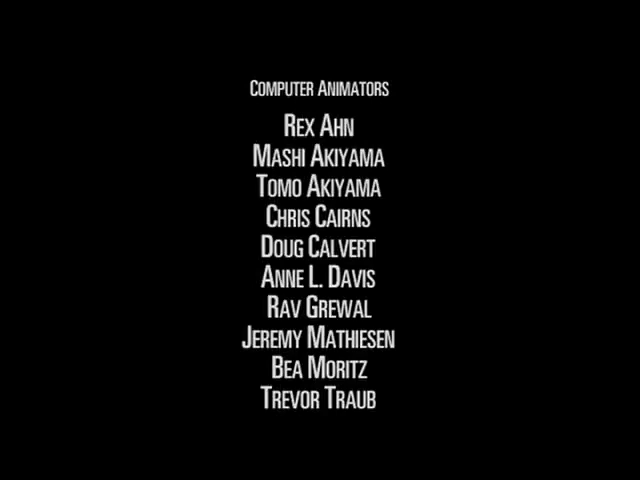 Computer Animators
Rex Ahn
Mashi Akiyama
Tomo Akiyama
Chris Cairns
Doug Calvert
Anne L. Davis
Rav Grewal
Jeremy Mathiesen
Bea Moritz
Trevor Traub